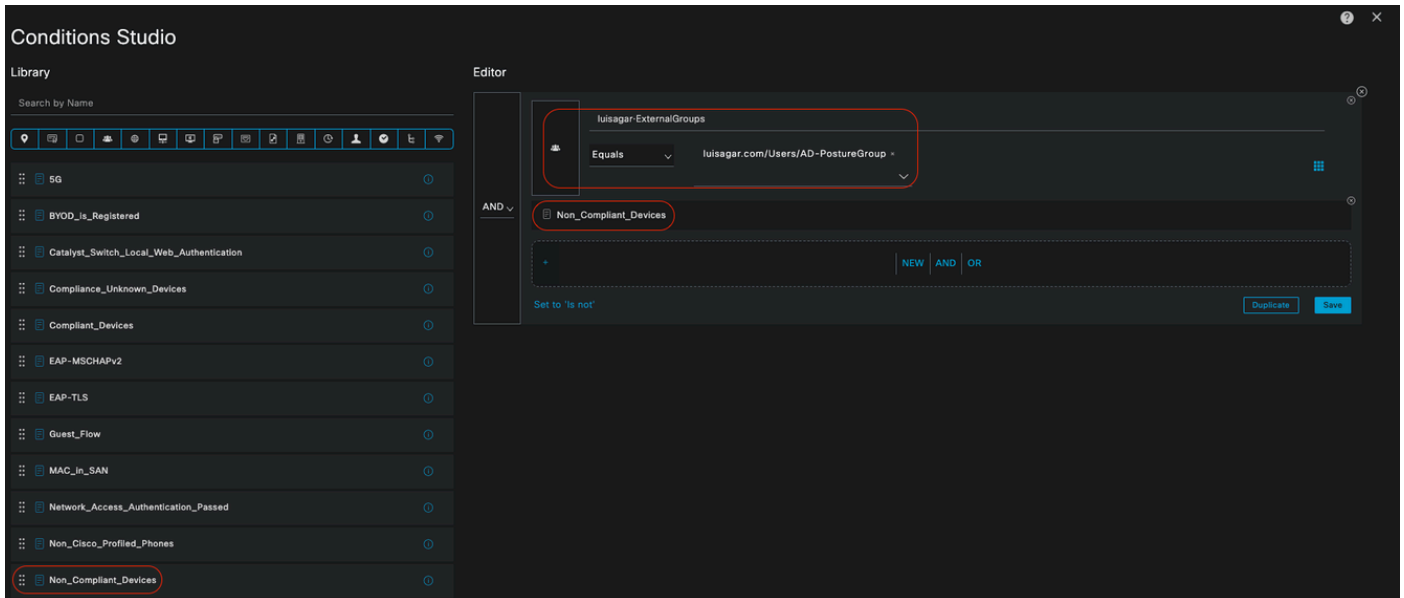 Conditions Studio
Library
Search by Name
5G
BYOD_is_Registered
Catalyst_Switch_Local_Web_Authentication
Compliance_Unknown_Devices
Compliant_Devices
EAP-MSCHAPv2
EAP-TLS
Guest_Flow
MAC_in_SAN
Network_Access_Authentication_Passed
Non_Cisco_Profiled_Phones
Non_Compliant_Devices
Editor
luisagar·ExternalGroups
Equals luisagar.com/Users/AD-PostureGroup ×
AND
Non_Compliant_Devices
+ NEW AND OR
Set to 'Is not' Duplicate Save